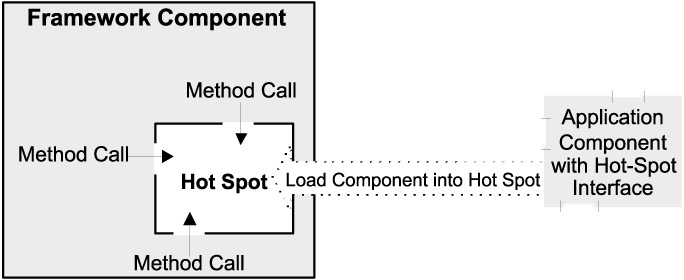 Framework Component
Method Call
Method Call
Hot Spot
Method Call
Load Component into Hot Spot
Application
Component
with Hot-Spot
Interface